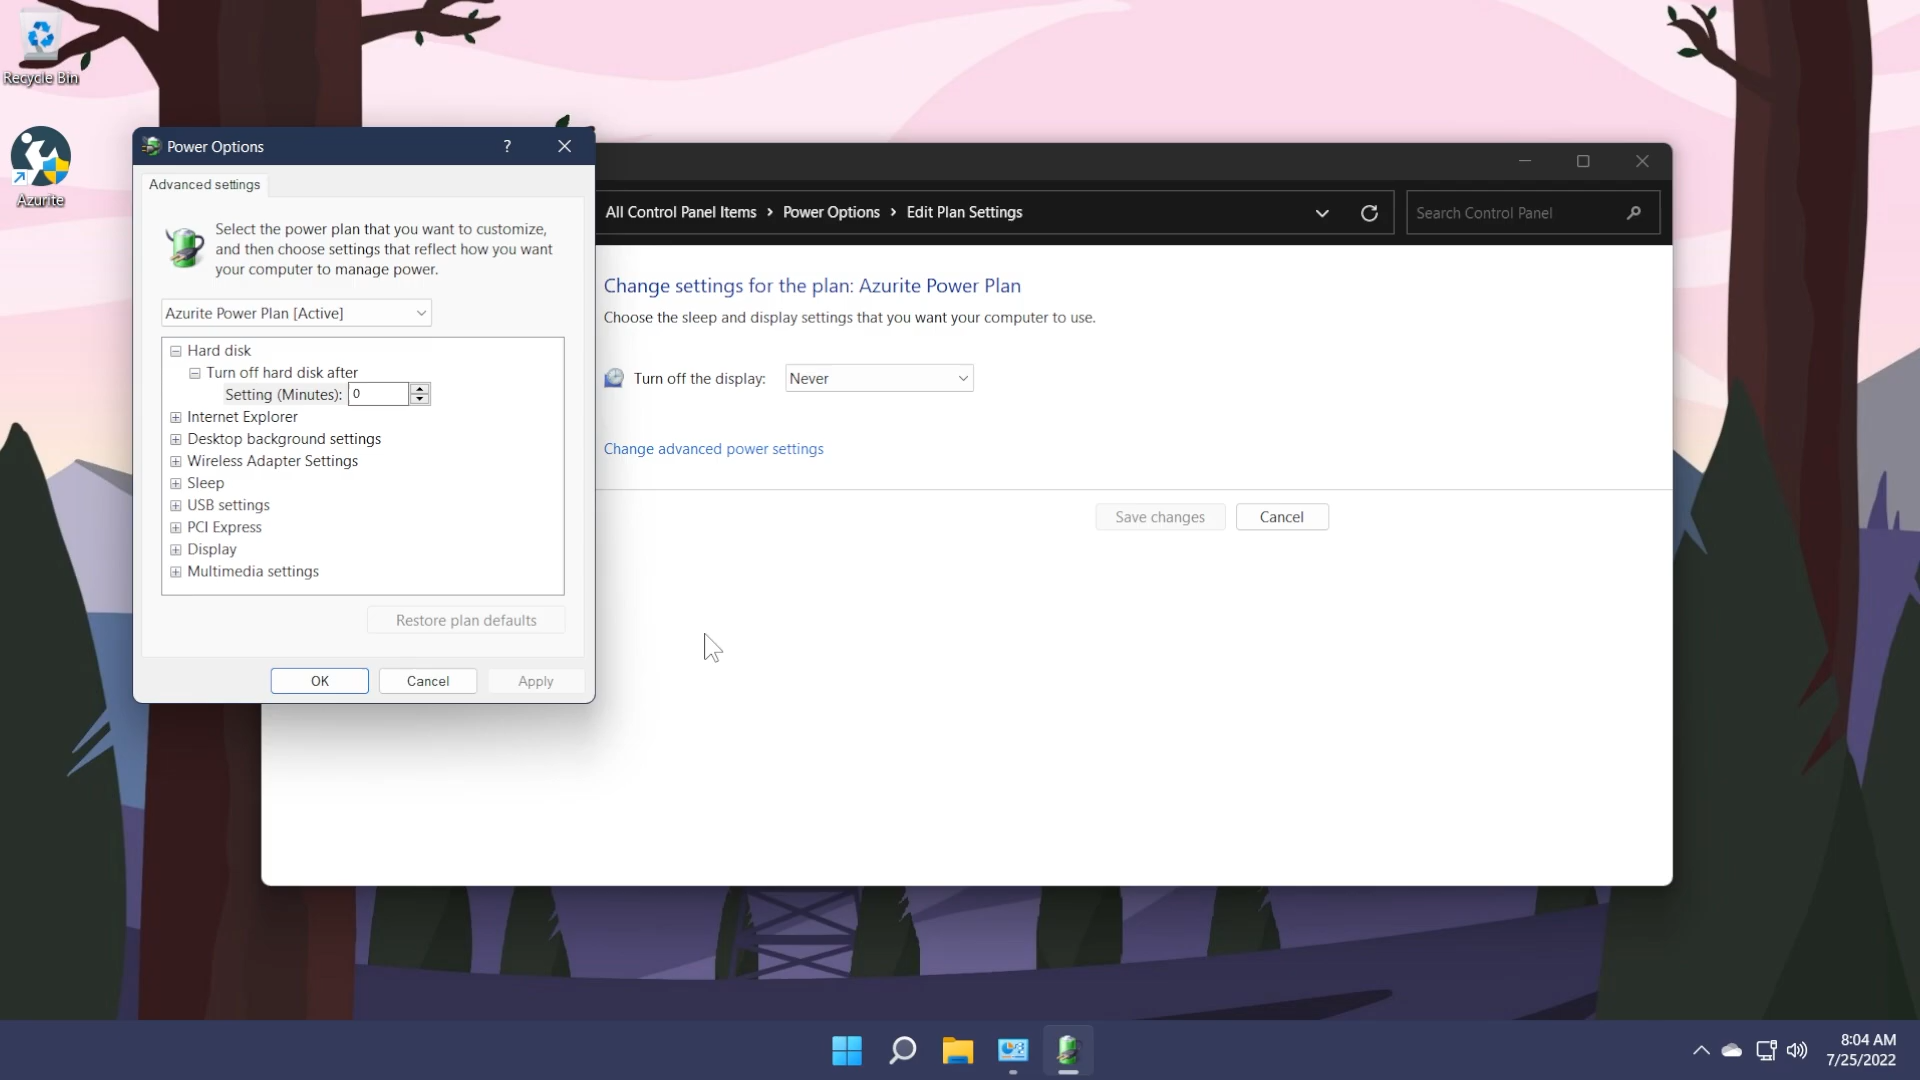 Recycle Bin
Azurite
Power Options
?
Advanced settings
Select the power plan that you want to customize,
and then choose settings that reflect how you want
your computer to manage power.
Azurite Power Plan [Active]
Hard disk
Turn off hard disk after
Setting (Minutes): 0
Internet Explorer
Desktop background settings
Wireless Adapter Settings
Sleep
USB settings
PCI Express
Display
Multimedia settings
Restore plan defaults
OK Cancel Apply
All Control Panel Items › Power Options › Edit Plan Settings
Search Control Panel
Change settings for the plan: Azurite Power Plan
Choose the sleep and display settings that you want your computer to use.
Turn off the display: Never
Change advanced power settings
Save changes Cancel
8:04 AM
7/25/2022